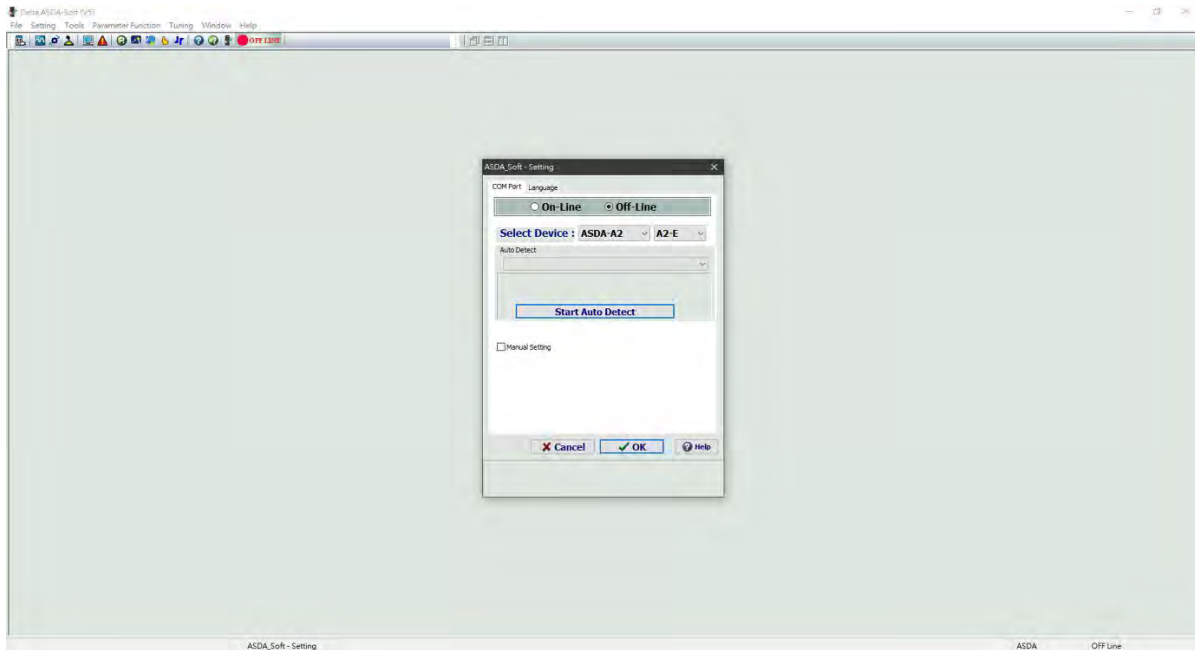 Delta ASDA-Soft (V5)
File Setting Tools Parameter Function Tuning Window Help
OFF LINE
ASDA_Soft - Setting
COM Port Language
On-Line Off-Line
Select Device : ASDA-A2 A2-E
Auto Detect
Start Auto Detect
Manual Setting
Cancel OK Help
ASDA_Soft - Setting ASDA OFF Line